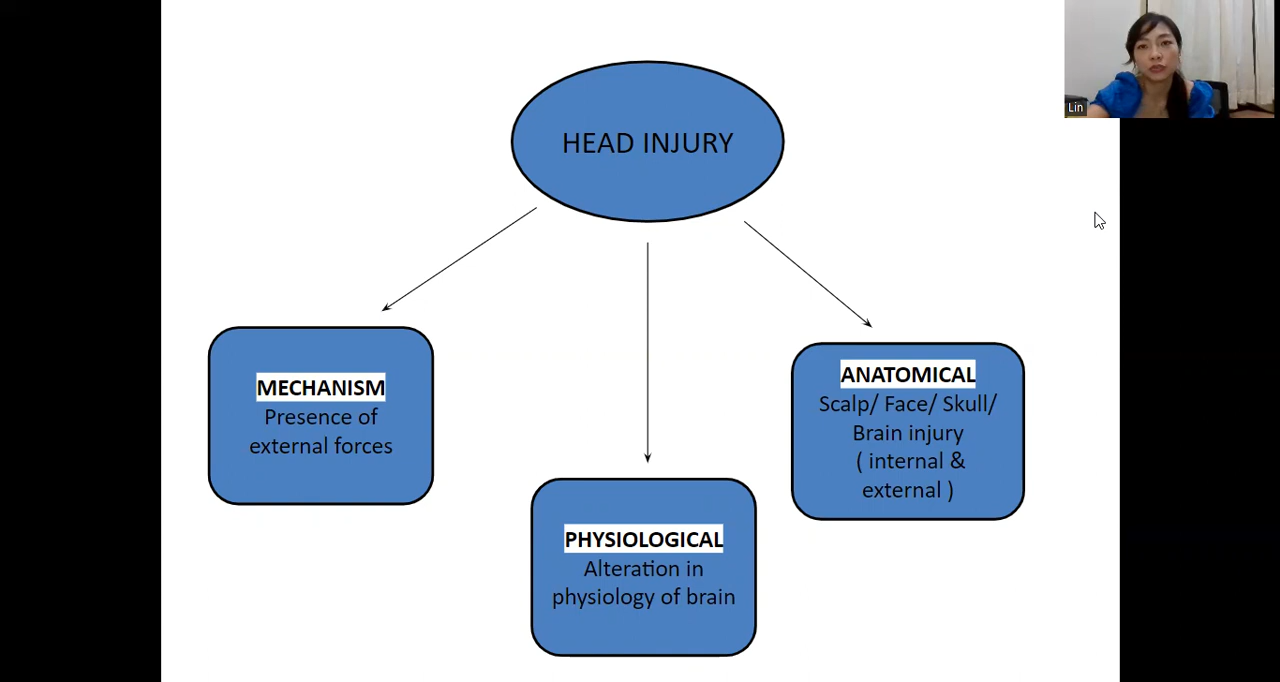 HEAD INJURY
Lin
MECHANISM
Presence of
external forces
PHYSIOLOGICAL
Alteration in
physiology of brain
ANATOMICAL
Scalp/ Face/ Skull/
Brain injury
( internal &
external )